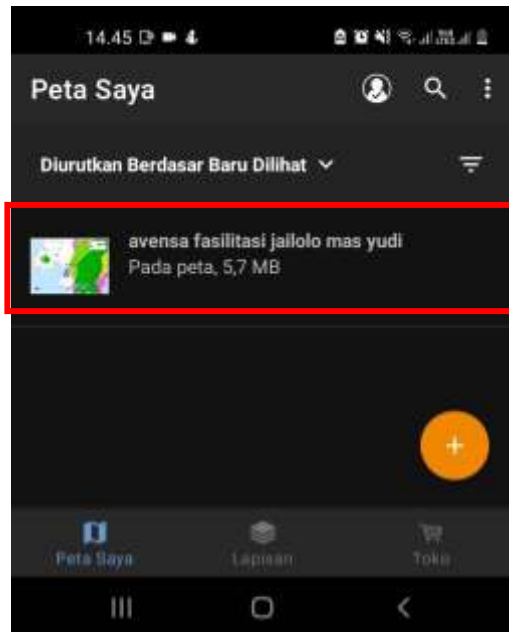 14.45
Peta Saya
Diurutkan Berdasar Baru Dilihat
avensa fasilitasi jailolo mas yudi
Pada peta, 5,7 MB
Peta Saya
Lapisan
Toko